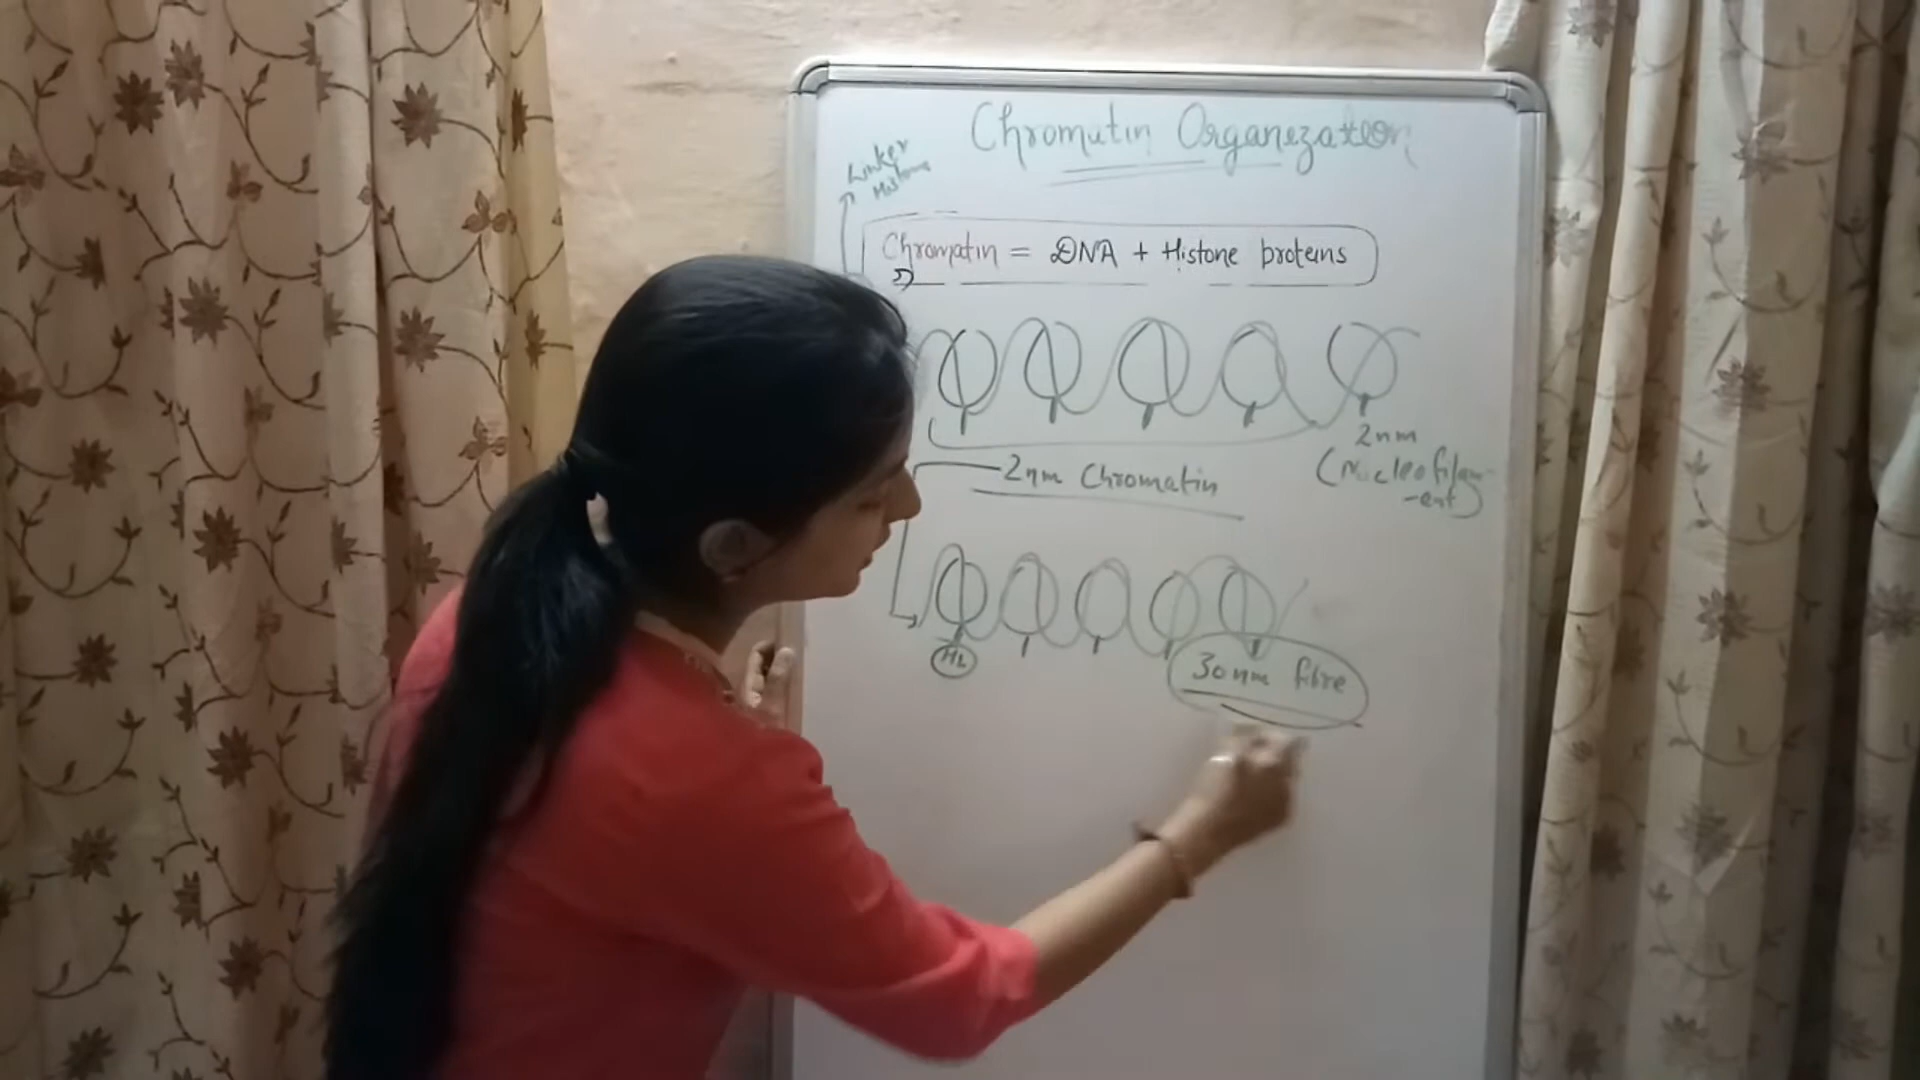 Chromatin Organization
Linker
Histone
Chromatin = DNA + Histone proteins
2nm
(Nucleofilam-
-ent)
2nm Chromatin
H1
30nm fibre